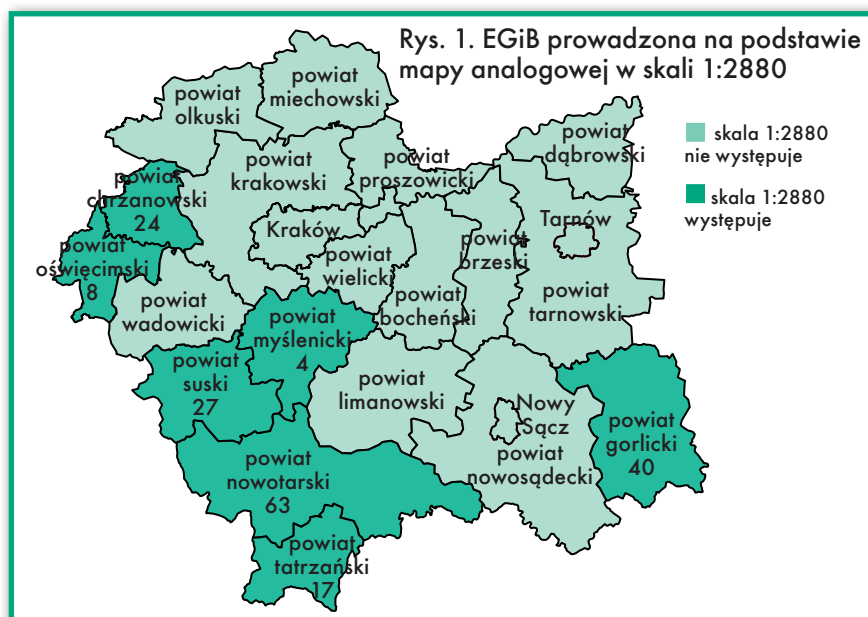 Rys. 1. EGiB prowadzona na podstawie
mapy analogowej w skali 1:2880
skala 1:2880
nie występuje
skala 1:2880
występuje
powiat
olkuski
powiat
miechowski
powiat
chrzanowski
24
powiat
krakowski
powiat
proszowicki
powiat
dąbrowski
powiat
oświęcimski
8
Kraków
powiat
wielicki
powiat
brzeski
Tarnów
powiat
wadowicki
powiat
myślenicki
4
powiat
bocheński
powiat
tarnowski
powiat
suski
27
powiat
limanowski
Nowy
Sącz
powiat
nowosądecki
powiat
gorlicki
40
powiat
nowotarski
63
powiat
tatrzański
17